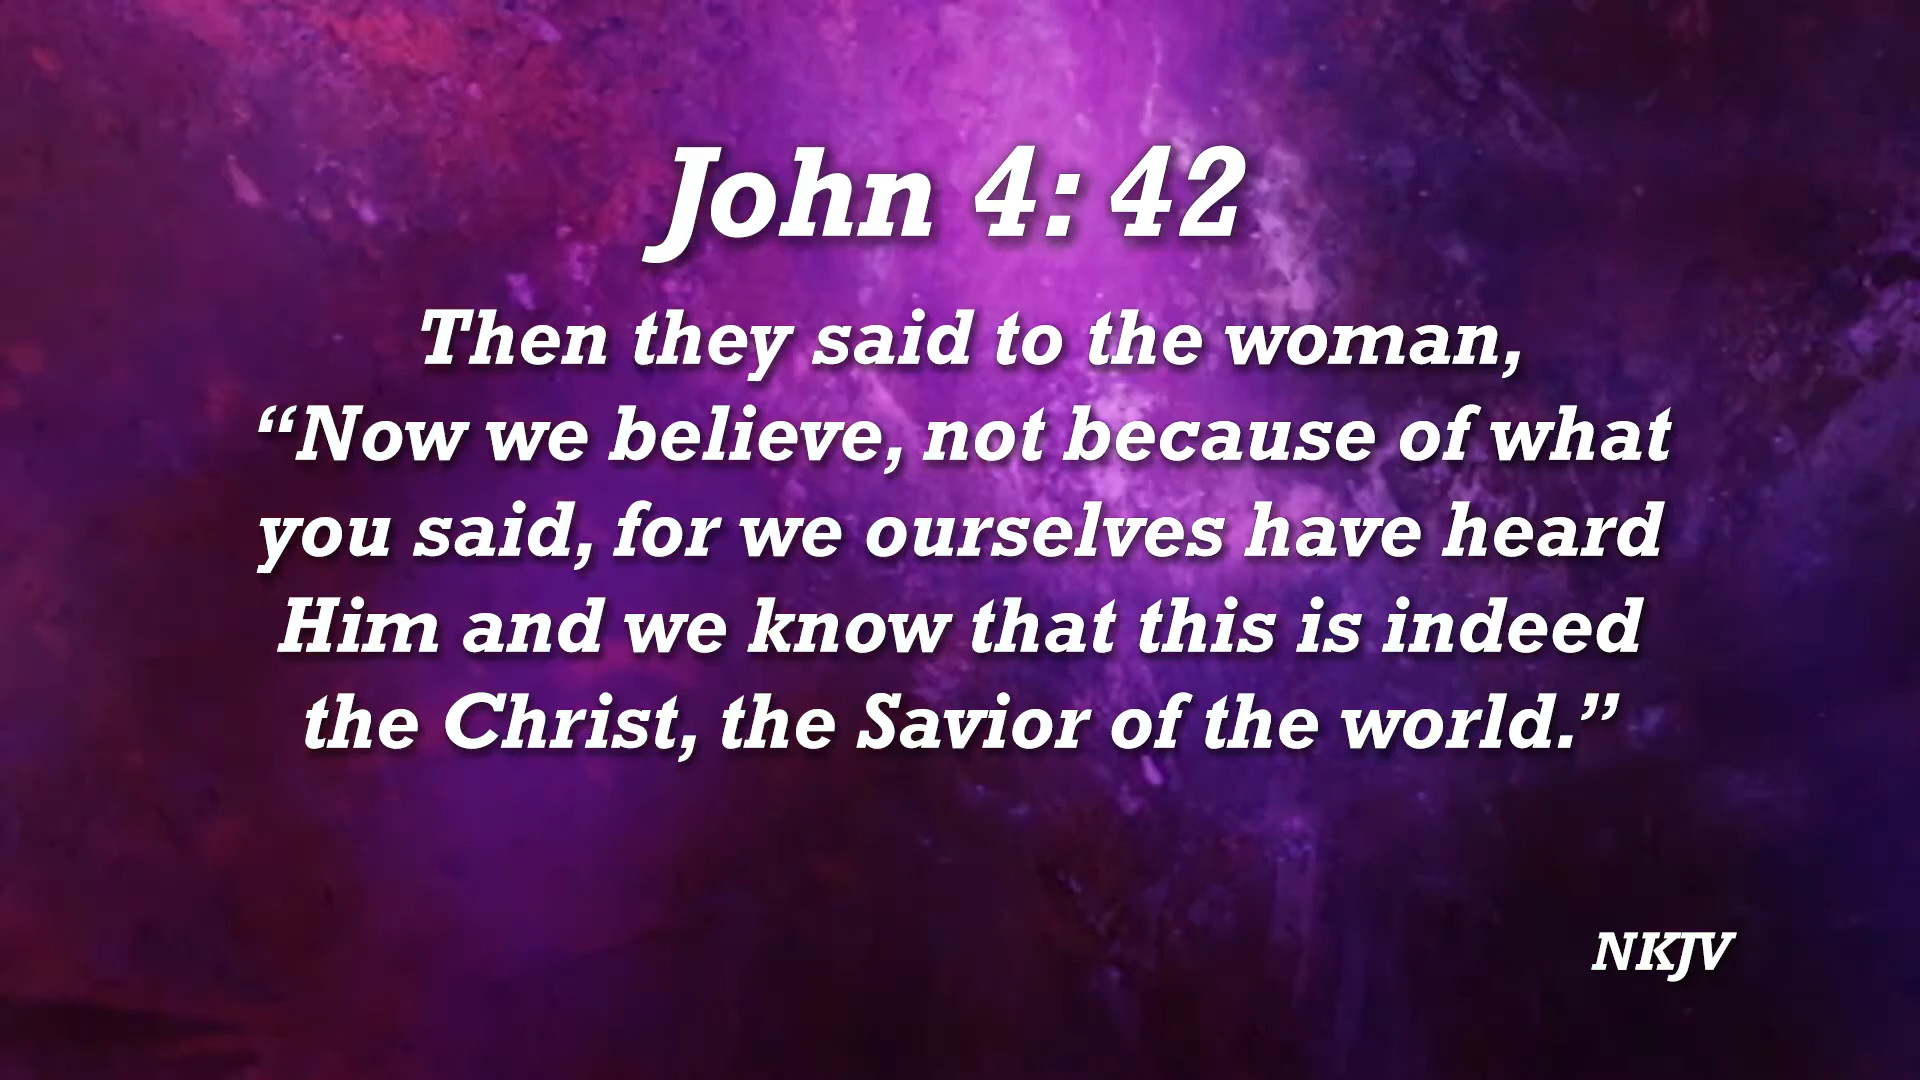 John 4: 42
Then they said to the woman,
“Now we believe, not because of what
you said, for we ourselves have heard
Him and we know that this is indeed
the Christ, the Savior of the world.”
NKJV